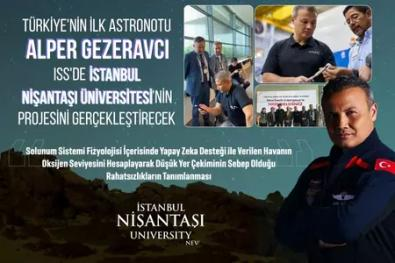 TÜRKİYE'NİN İLK ASTRONOTU
ALPER GEZERAVCI
ISS'DE İSTANBUL
NİŞANTAŞI ÜNİVERSİTESİ'NİN
PROJESİNİ GERÇEKLEŞTİRECEK
Solunum Sistemi Fizyolojisi İçerisinde Yapay Zeka Desteği ile Verilen Havanın
Oksijen Seviyesini Hesaplayarak Düşük Yer Çekiminin Sebep Olduğu
Rahatsızlıkların Tanımlanması
İSTANBUL
NİŞANTAŞI
UNIVERSITY
NEV